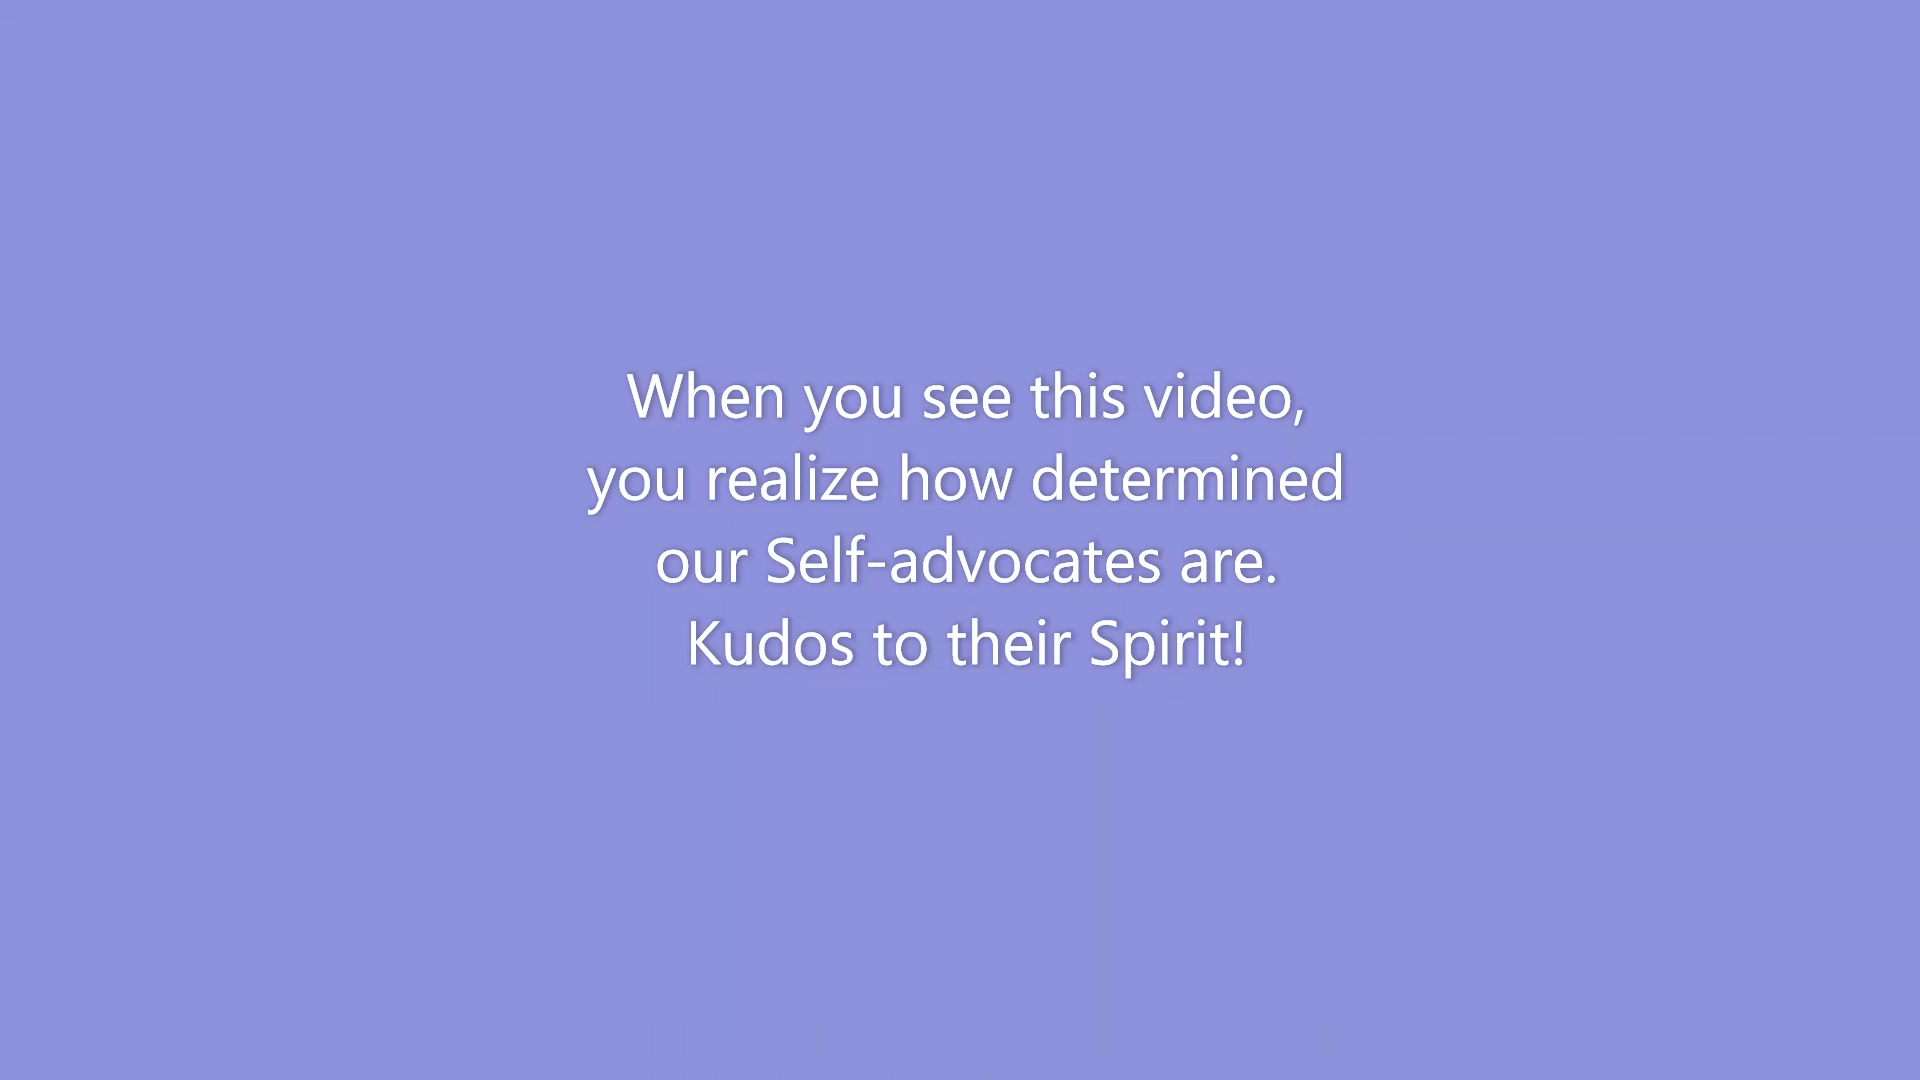 When you see this video,
you realize how determined
our Self-advocates are.
Kudos to their Spirit!